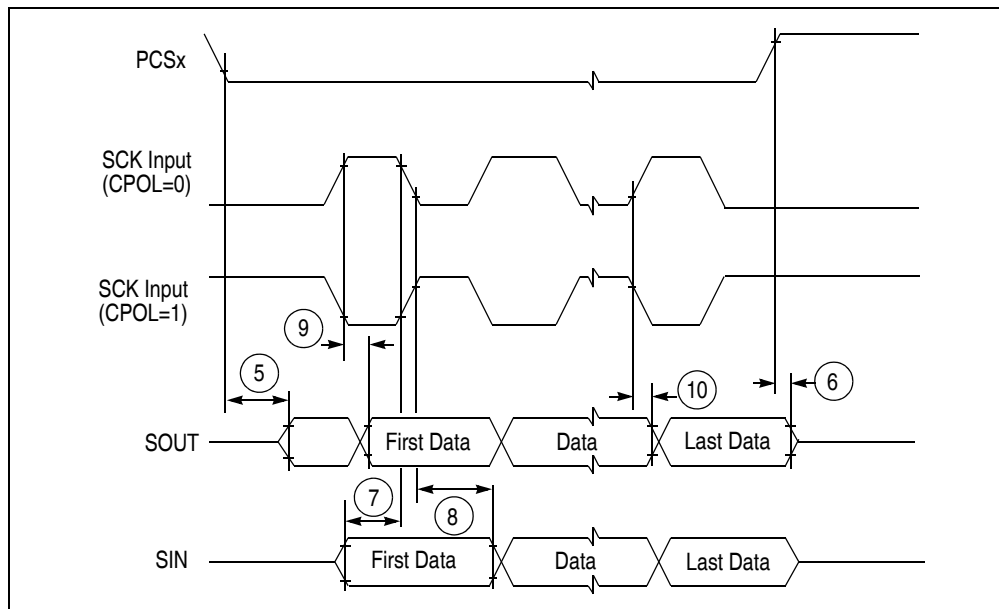 PCSx
SCK Input
(CPOL=0)
SCK Input
(CPOL=1)
9
5
10
6
SOUT
First Data
Data
Last Data
7
8
SIN
First Data
Data
Last Data